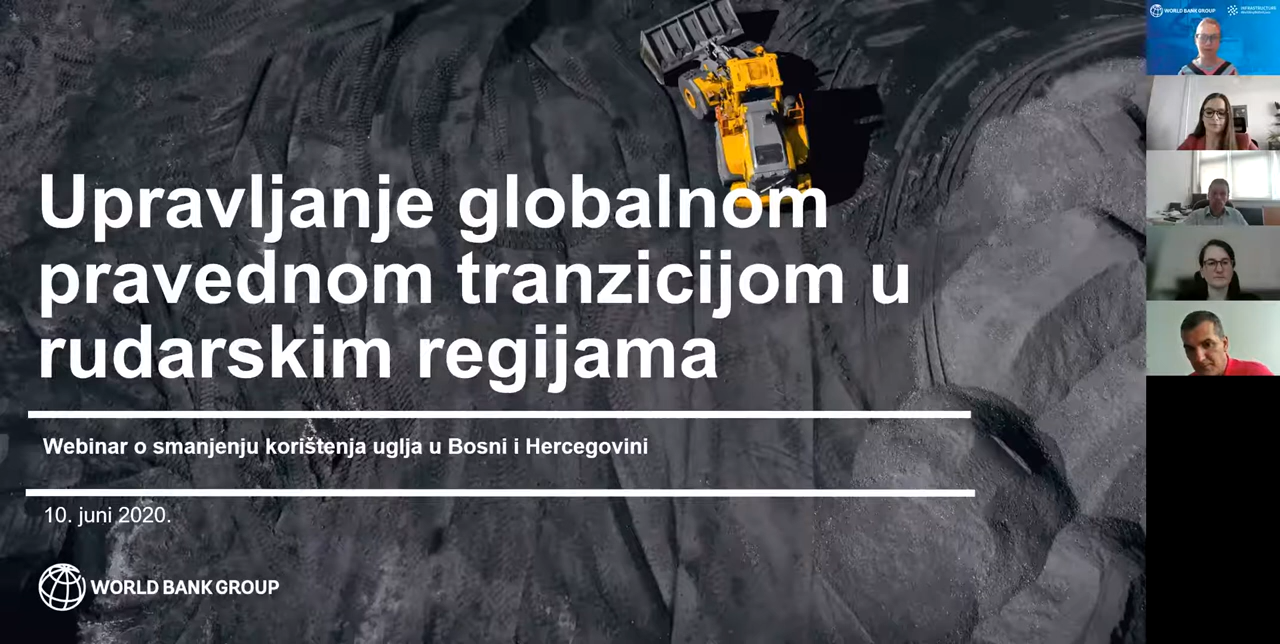 Upravljanje globalnom
pravednom tranzicijom u
rudarskim regijama
Webinar o smanjenju korištenja uglja u Bosni i Hercegovini
10. juni 2020.
WORLD BANK GROUP
WORLD BANK GROUP
INFRASTRUCTURE